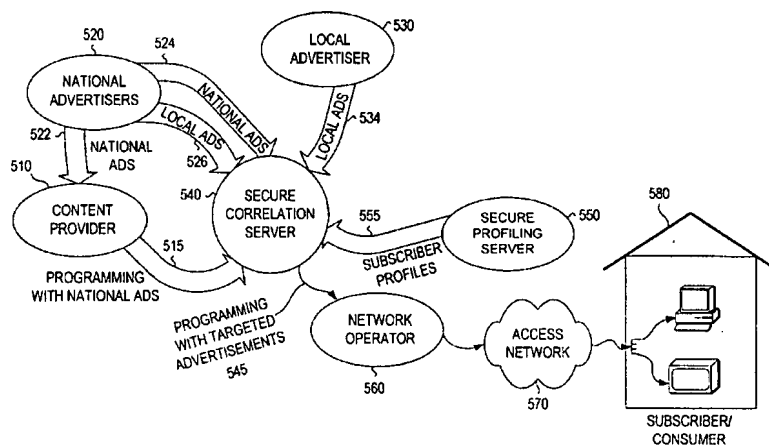 520
NATIONAL
ADVERTISERS
524
NATIONAL ADS
LOCAL ADS
526
522
NATIONAL
ADS
530
LOCAL
ADVERTISER
LOCAL ADS
534
510
CONTENT
PROVIDER
515
PROGRAMMING
WITH NATIONAL ADS
540
SECURE
CORRELATION
SERVER
555
SUBSCRIBER
PROFILES
SECURE
PROFILING
SERVER
550
PROGRAMMING
WITH TARGETED
ADVERTISEMENTS
545
NETWORK
OPERATOR
560
ACCESS
NETWORK
570
580
SUBSCRIBER/
CONSUMER